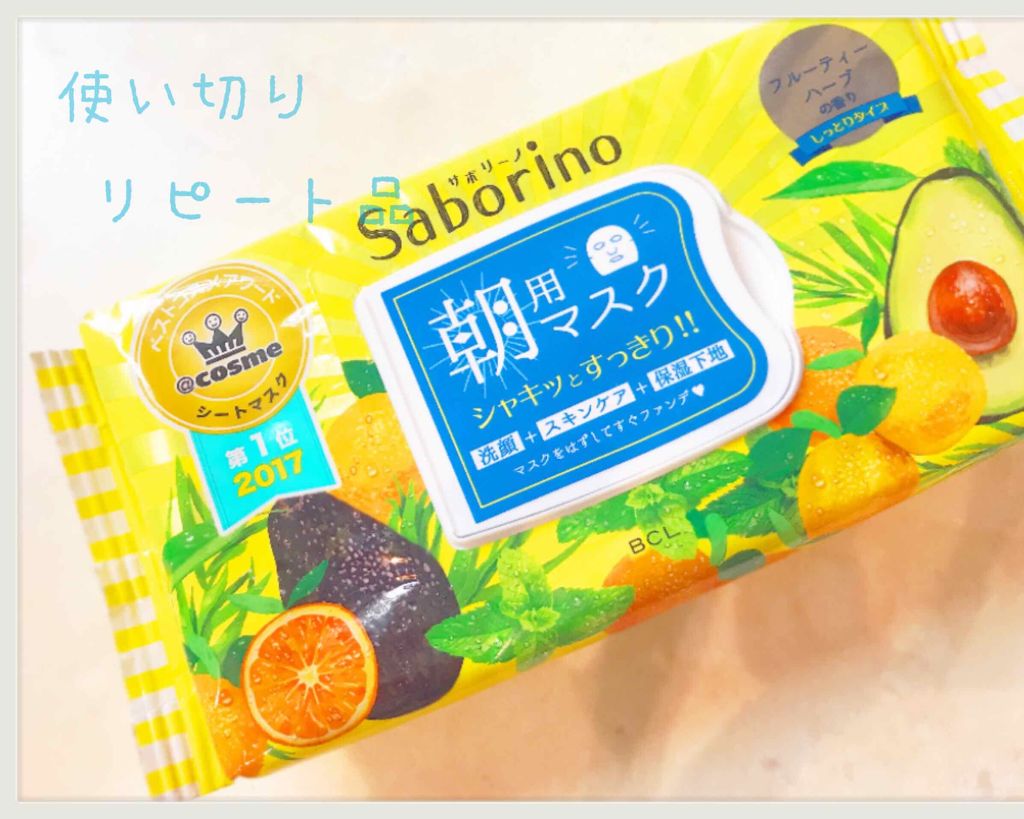 使い切り
リピート品
フルーティー
ハーブ
の香り
しっとりタイプ
サボリーノ
Saborino
朝用マスク
シャキッとすっきり!!
洗顔+スキンケア+保湿下地
マスクをはずしてすぐファンデ♥
ベストコスメアワード
@cosme
シートマスク
第1位
2017
BCL